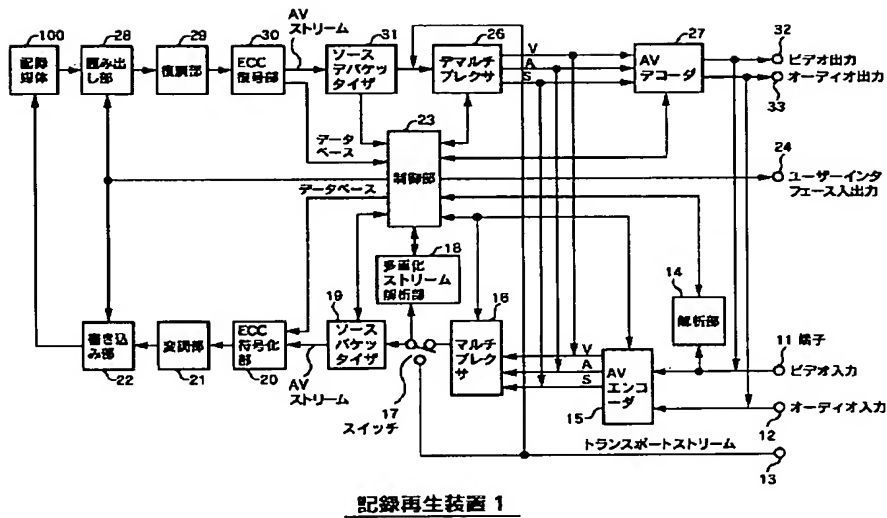 100
記録
媒体
28
読み出
し部
29
復調部
30
ECC
復号部
AV
ストリーム
31
ソース
デパケッ
タイザ
26
デマルチ
プレクサ
V
A
S
27
AV
デコーダ
32
ビデオ出力
オーディオ出力
33
データ
ベース
23
制御部
24
ユーザーインタ
フェース入出力
データベース
18
多重化
ストリーム
解析部
14
解析部
19
ソース
パケッ
タイザ
16
マルチ
プレク
サ
V
A
S
AV
エンコ
ーダ
15
11 端子
ビデオ入力
オーディオ入力
12
書き込
み部
22
変調部
21
ECC
符号化
部
20
AV
ストリーム
17
スイッチ
トランスポートストリーム
13
記録再生装置 1